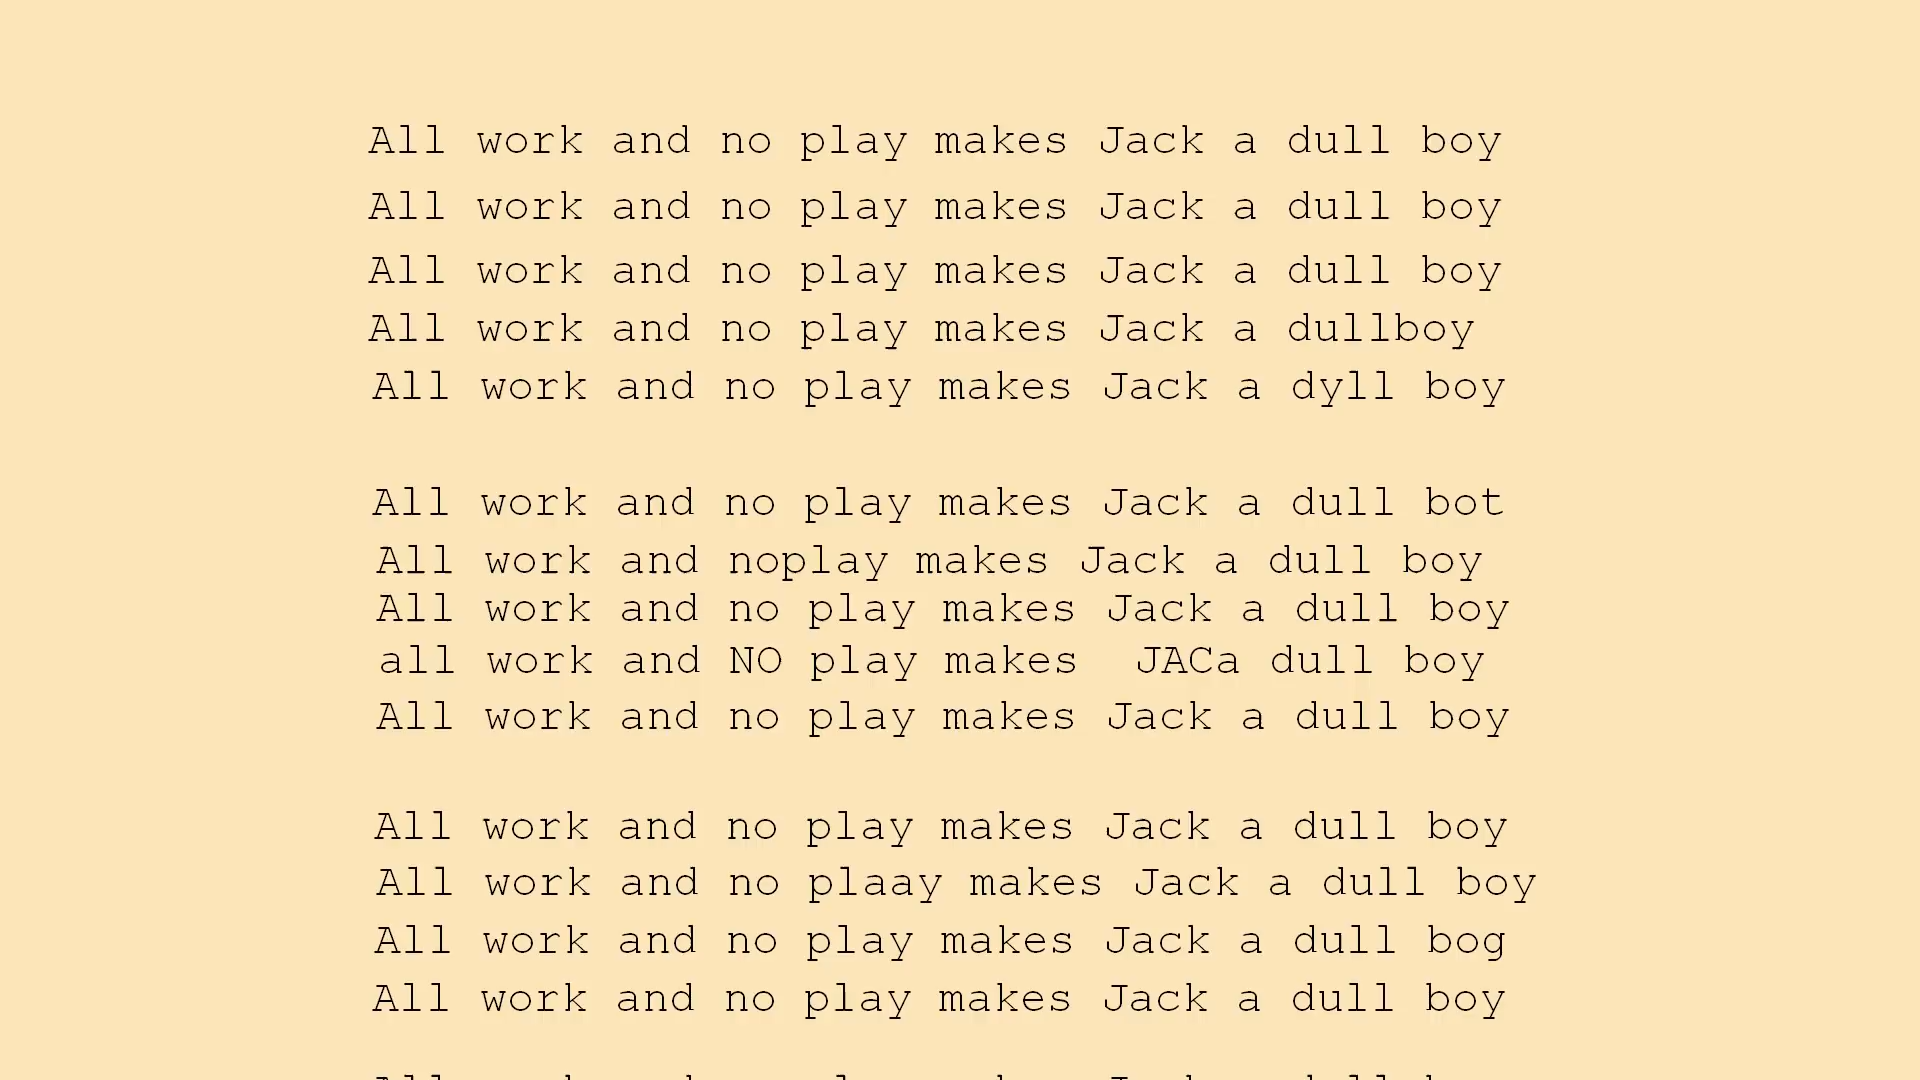 All work and no play makes Jack a dull boy
All work and no play makes Jack a dull boy
All work and no play makes Jack a dull boy
All work and no play makes Jack a dullboy
All work and no play makes Jack a dyll boy
All work and no play makes Jack a dull bot
All work and noplay makes Jack a dull boy
All work and no play makes Jack a dull boy
all work and NO play makes  JACa dull boy
All work and no play makes Jack a dull boy
All work and no play makes Jack a dull boy
All work and no plaay makes Jack a dull boy
All work and no play makes Jack a dull bog
All work and no play makes Jack a dull boy